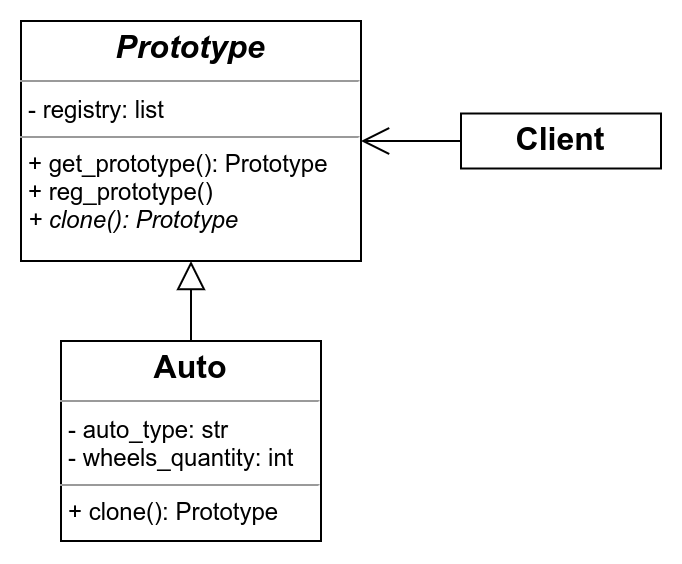 Prototype
- registry: list
+ get_prototype(): Prototype
+ reg_prototype()
+ clone(): Prototype
Client
Auto
- auto_type: str
- wheels_quantity: int
+ clone(): Prototype